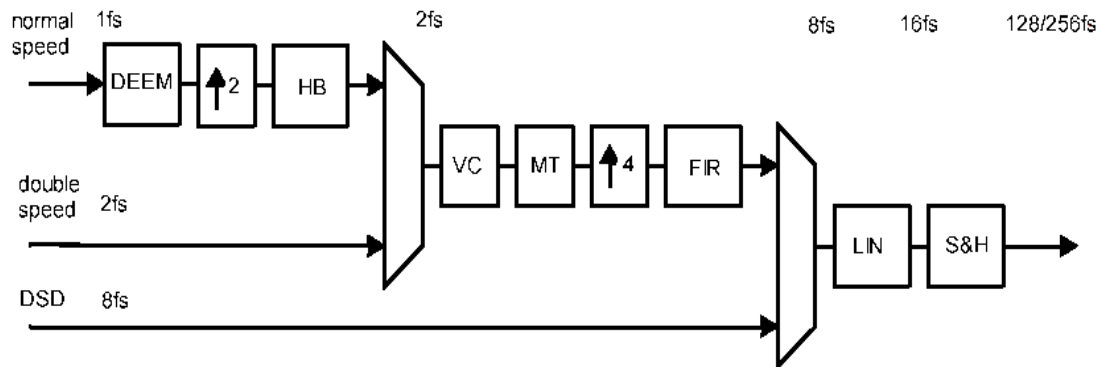 normal speed
1fs
2fs
8fs
16fs
128/256fs
DEEM
2
HB
VC
MT
4
FIR
double speed
2fs
LIN
S&H
DSD
8fs